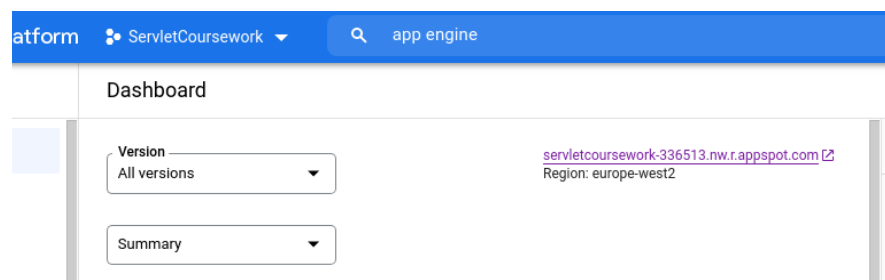 atform ServletCoursework app engine
Dashboard
Version
All versions
servletcoursework-336513.nw.r.appspot.com
Region: europe-west2
Summary